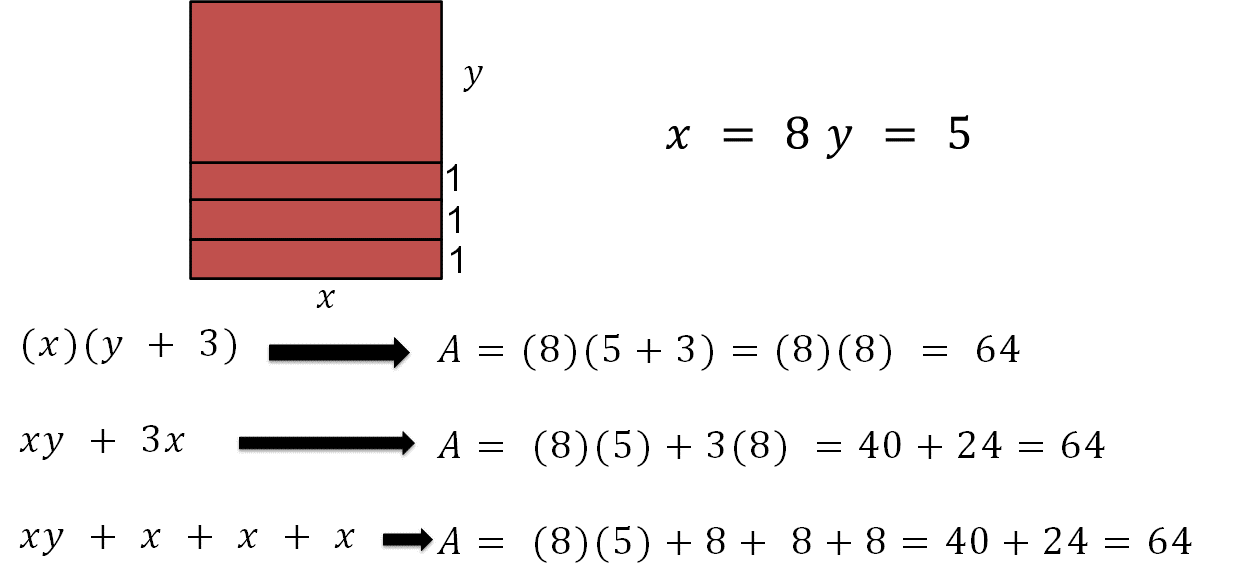 y
x = 8 y = 5
1
1
1
x
(x)(y + 3) A = (8)(5 + 3) = (8)(8) = 64
xy + 3x A = (8)(5) + 3(8) = 40 + 24 = 64
xy + x + x + x A = (8)(5) + 8 + 8 + 8 = 40 + 24 = 64